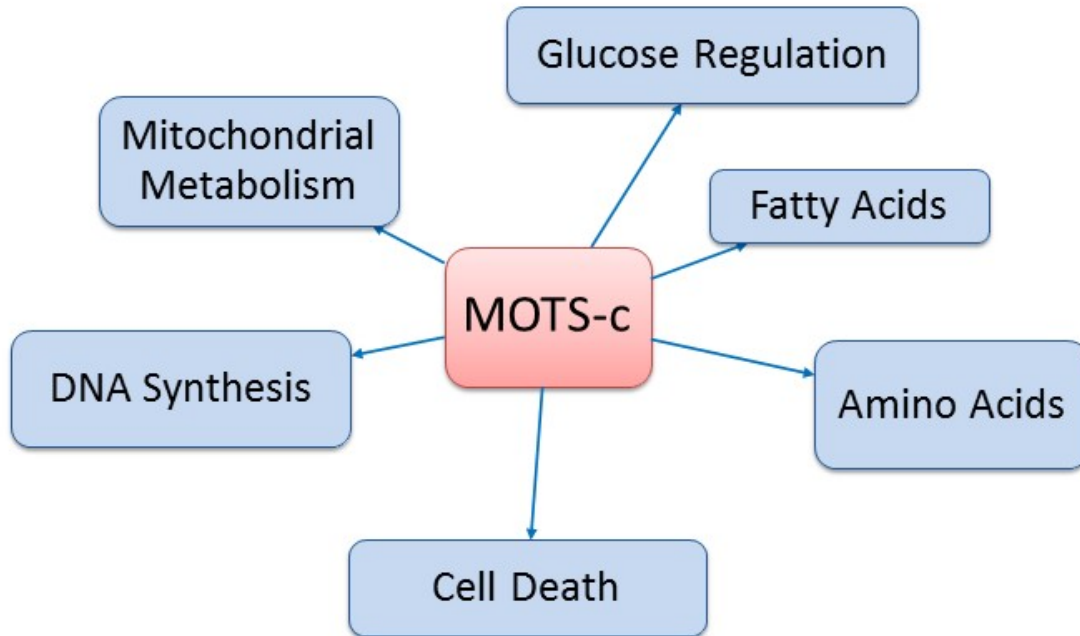 Glucose Regulation
Mitochondrial
Metabolism
Fatty Acids
MOTS-c
DNA Synthesis
Amino Acids
Cell Death